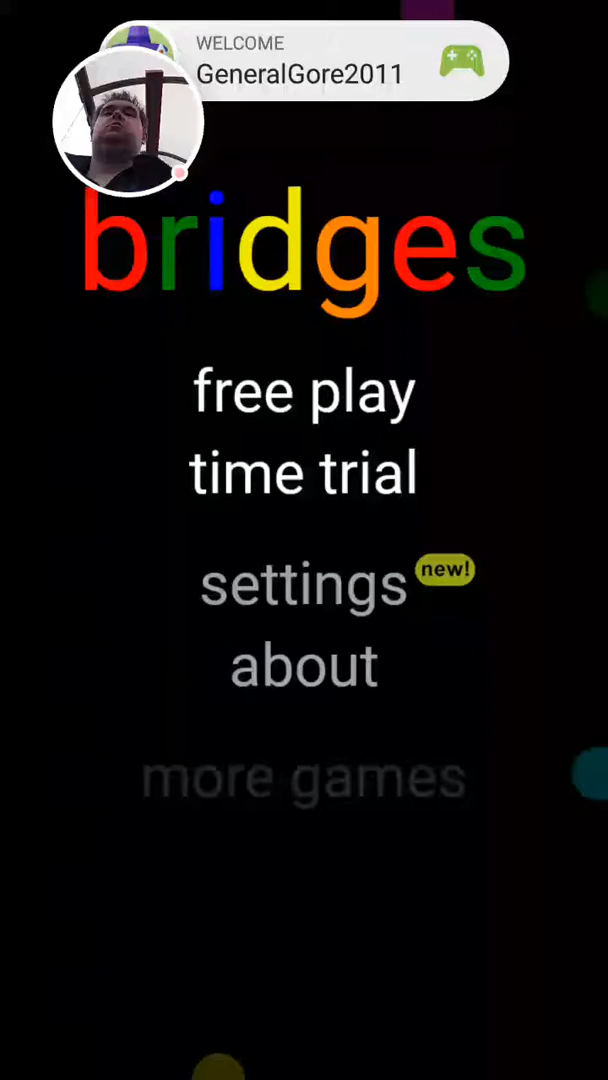 WELCOME
GeneralGore2011
bridges
free play
time trial
settings
new!
about
more games